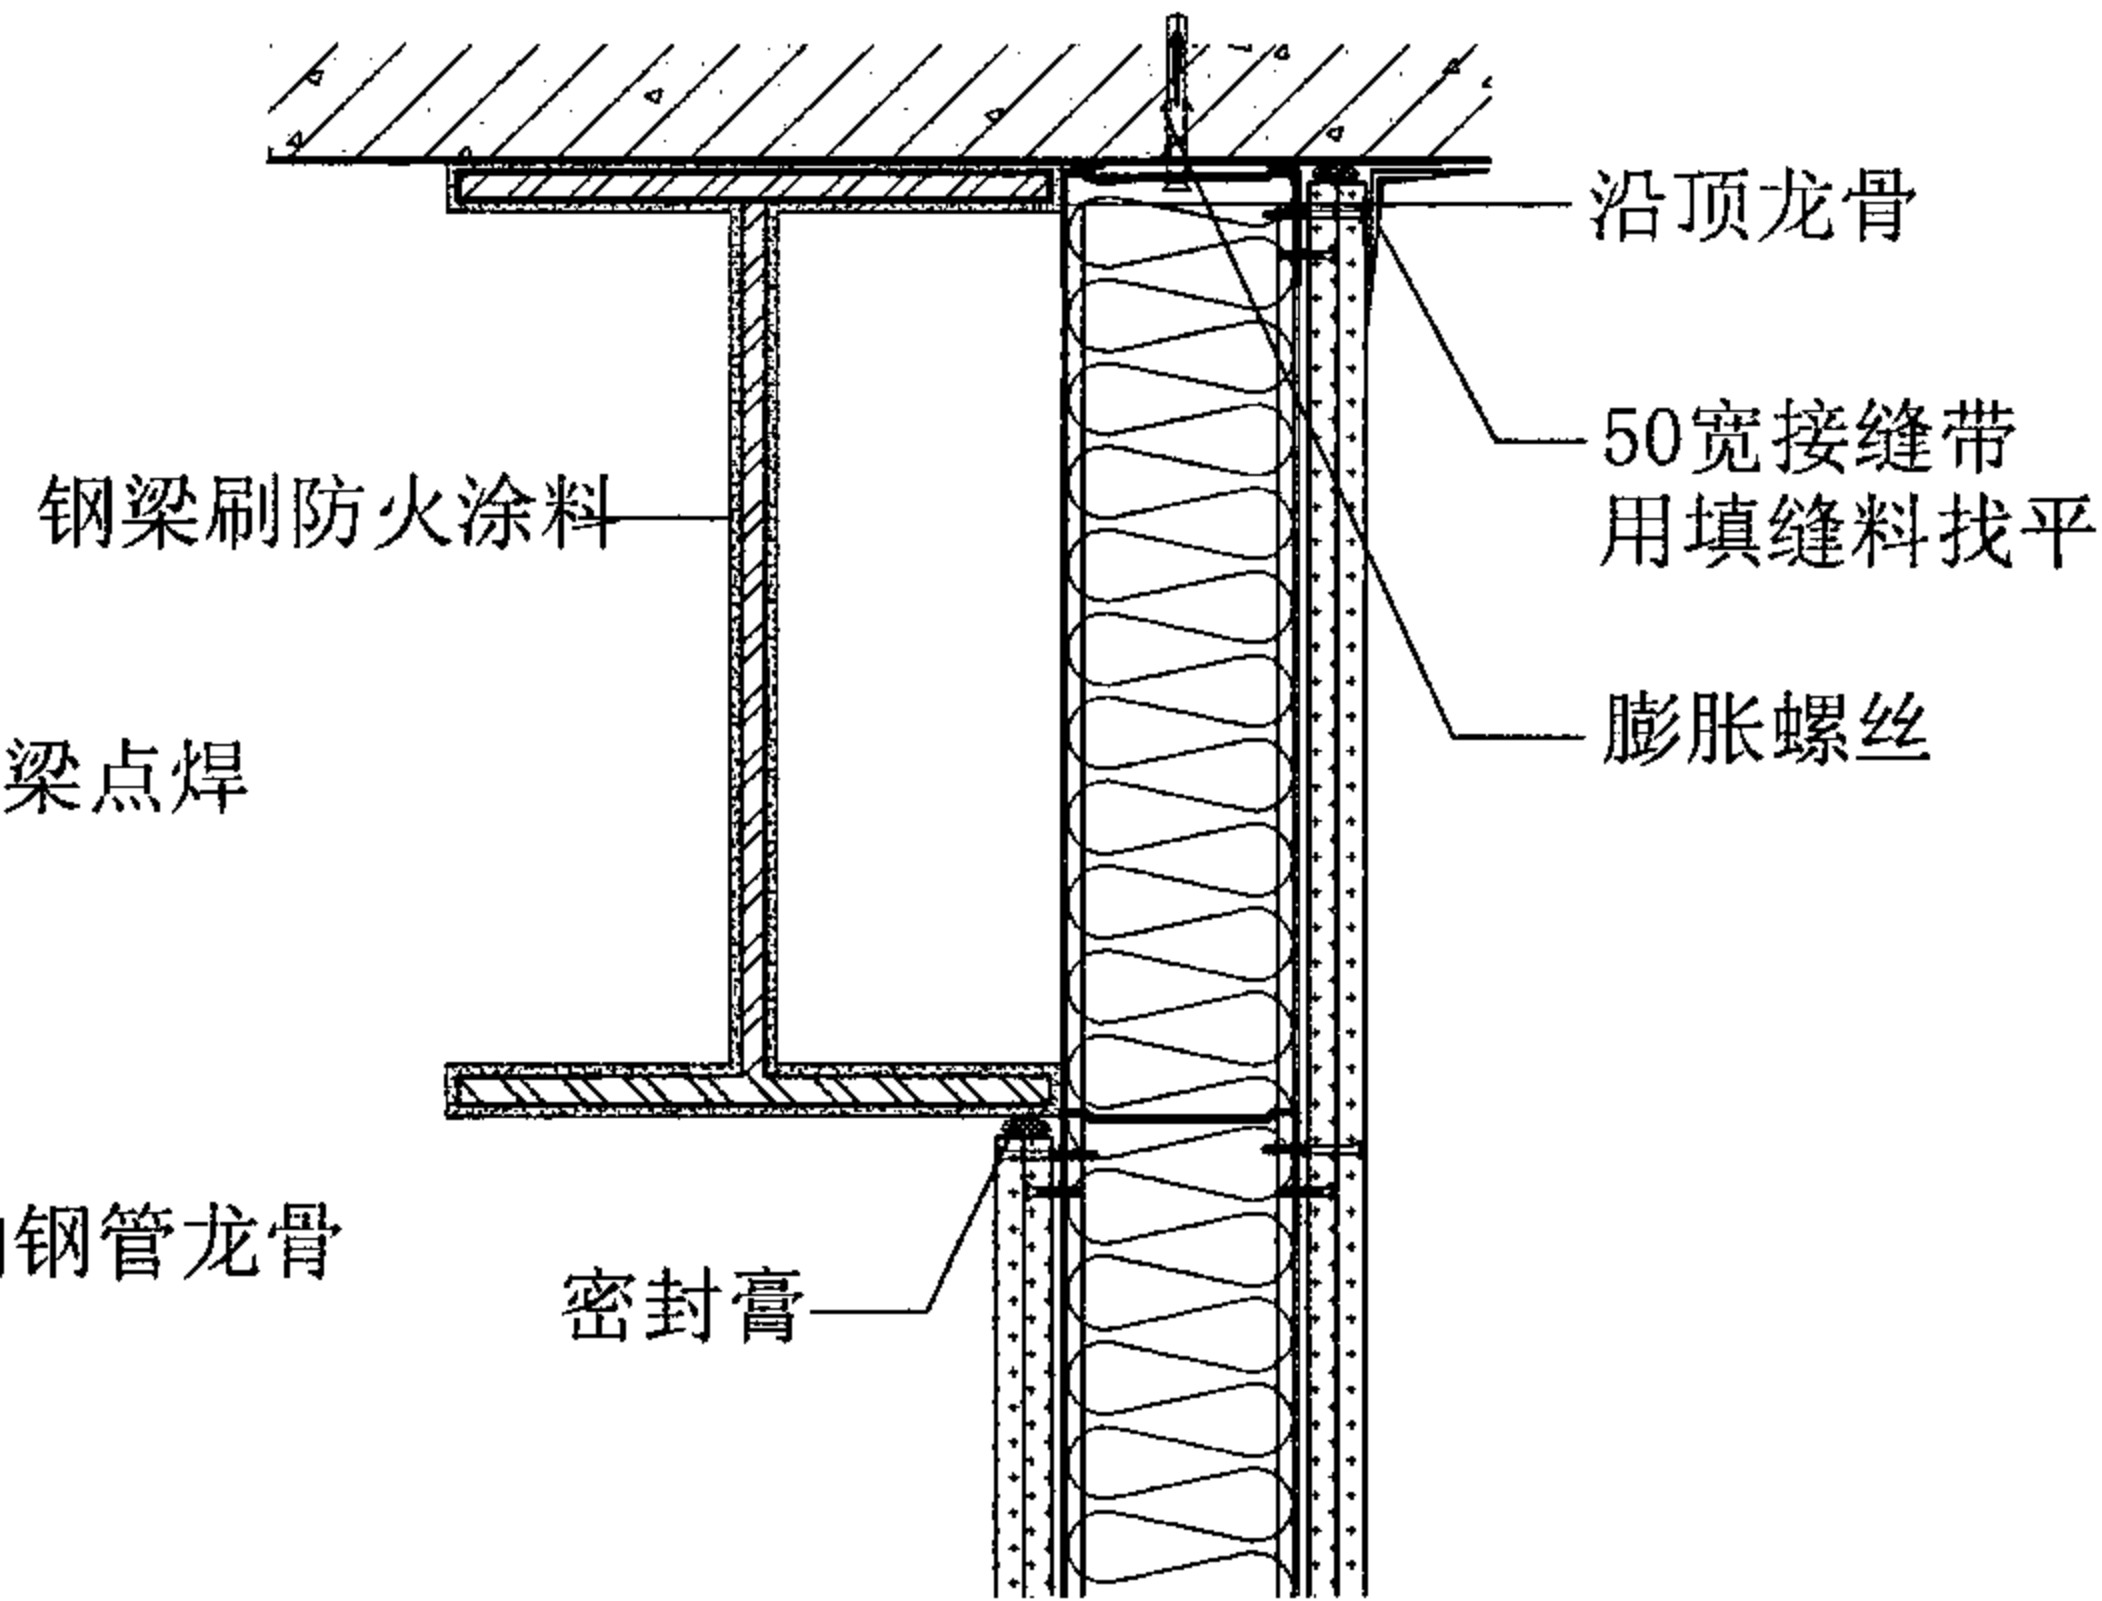 沿顶龙骨
50宽接缝带
用填缝料找平
钢梁刷防火涂料
膨胀螺丝
梁点焊
钢管龙骨
密封膏